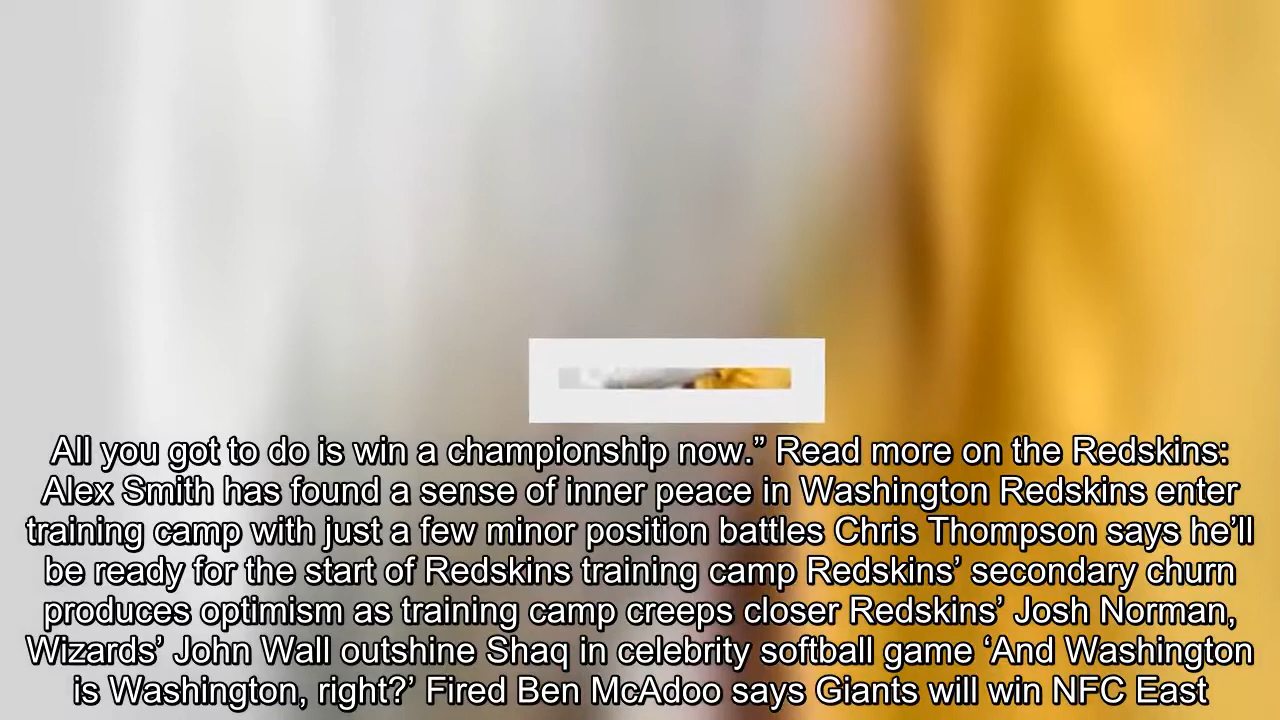 All you got to do is win a championship now.” Read more on the Redskins:
Alex Smith has found a sense of inner peace in Washington Redskins enter
training camp with just a few minor position battles Chris Thompson says he’ll
be ready for the start of Redskins training camp Redskins’ secondary churn
produces optimism as training camp creeps closer Redskins’ Josh Norman,
Wizards’ John Wall outshine Shaq in celebrity softball game ‘And Washington
is Washington, right?’ Fired Ben McAdoo says Giants will win NFC East